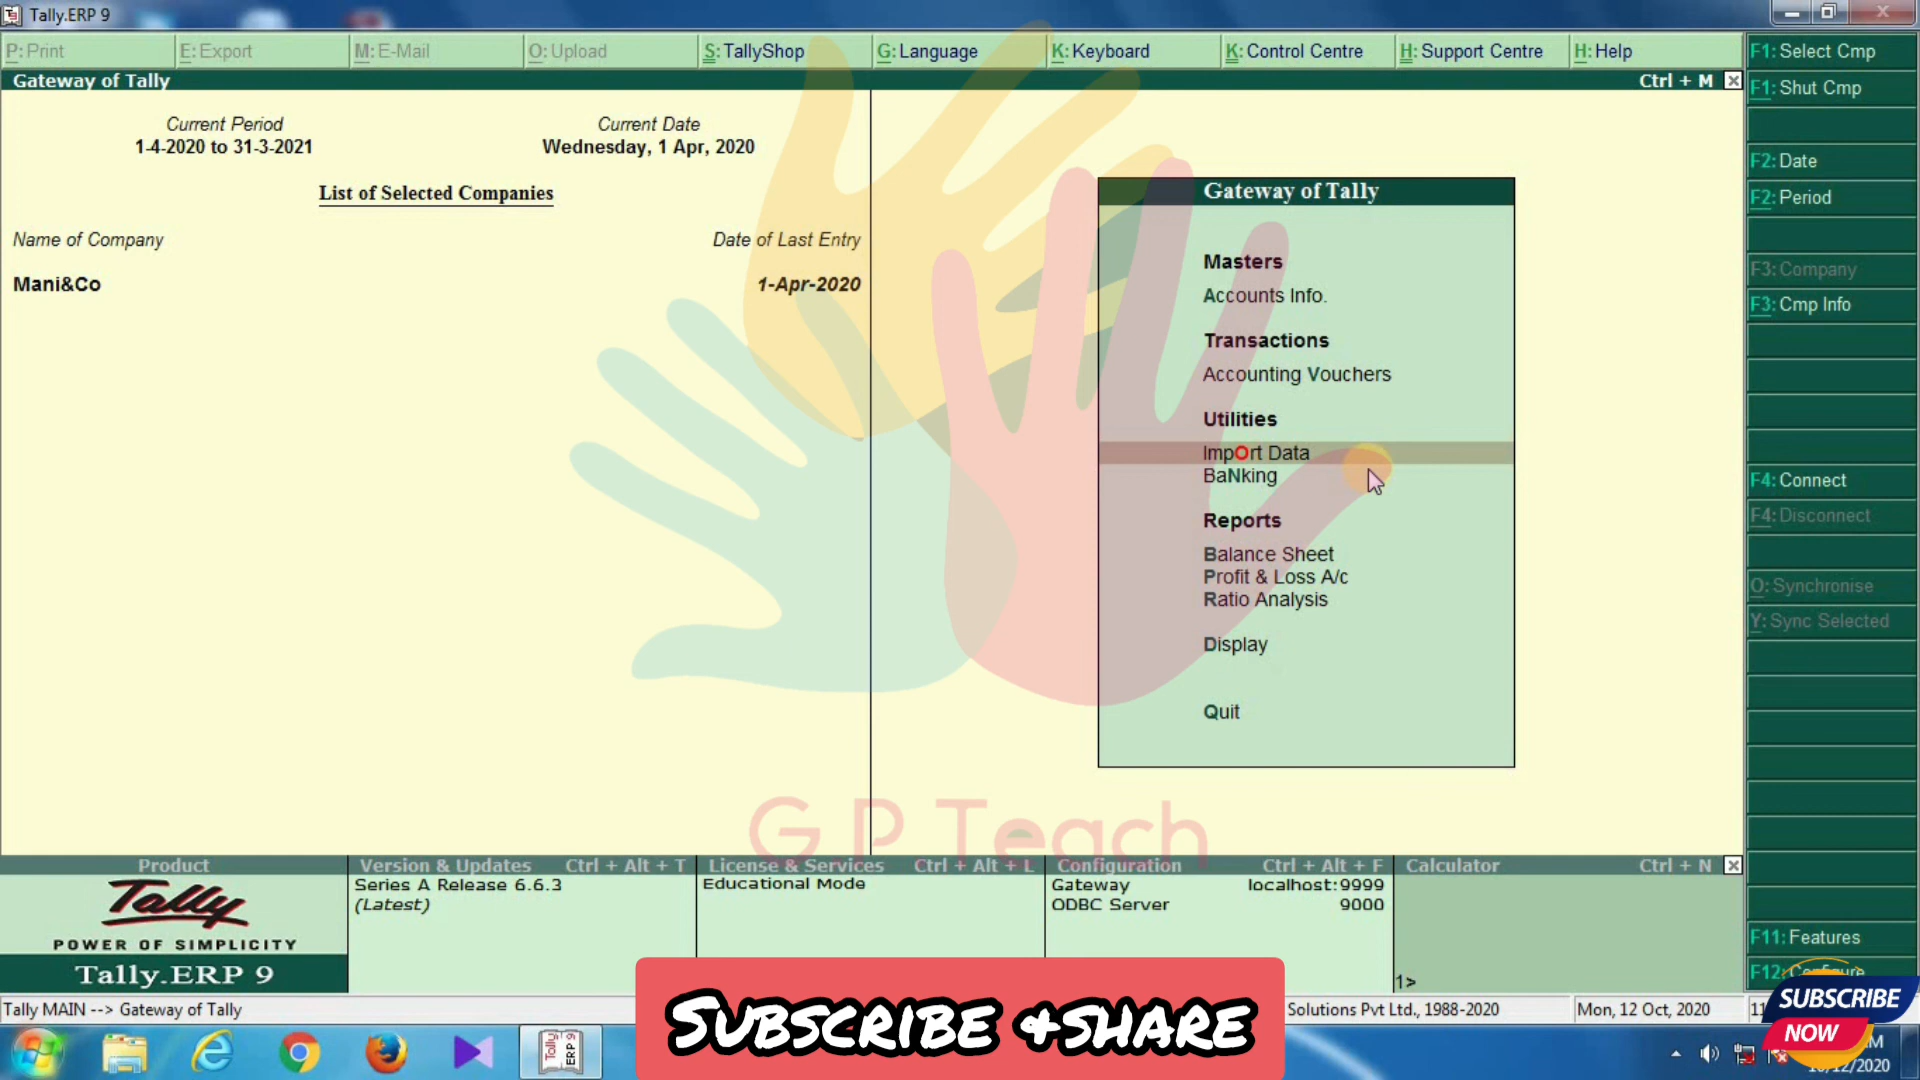 Tally.ERP 9
P: Print
E: Export
M: E-Mail
O: Upload
S: TallyShop
G: Language
K: Keyboard
K: Control Centre
H: Support Centre
H: Help
Gateway of Tally
Ctrl + M
Current Period
1-4-2020 to 31-3-2021
Current Date
Wednesday, 1 Apr, 2020
List of Selected Companies
Name of Company
Date of Last Entry
Mani&Co
1-Apr-2020
Gateway of Tally
Masters
Accounts Info.
Transactions
Accounting Vouchers
Utilities
ImpOrt Data
BaNking
Reports
Balance Sheet
Profit & Loss A/c
Ratio Analysis
Display
Quit
F1: Select Cmp
F1: Shut Cmp
F2: Date
F2: Period
F3: Company
F3: Cmp Info
F4: Connect
F4: Disconnect
O: Synchronise
Y: Sync Selected
F11: Features
F12: Configure
G.P Teach
Product
Tally
POWER OF SIMPLICITY
Tally.ERP 9
Version & Updates Ctrl + Alt + T
Series A Release 6.6.3
(Latest)
License & Services Ctrl + Alt + L
Educational Mode
Configuration Ctrl + Alt + F
Gateway localhost:9999
ODBC Server 9000
Calculator Ctrl + N
1>
Tally MAIN --> Gateway of Tally
Solutions Pvt Ltd., 1988-2020
Mon, 12 Oct, 2020
SUBSCRIBE &SHARE
SUBSCRIBE
NOW
Tally
ERP 9